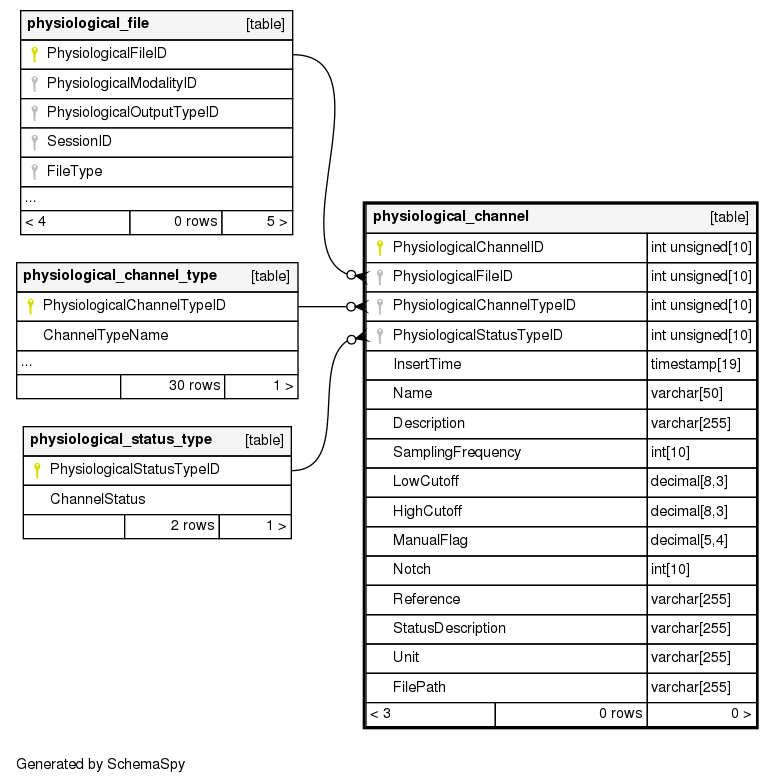 physiological_file [table]
PhysiologicalFileID
PhysiologicalModalityID
PhysiologicalOutputTypeID
SessionID
FileType
...
< 4 0 rows 5 >
physiological_channel_type [table]
PhysiologicalChannelTypeID
ChannelTypeName
...
30 rows 1 >
physiological_status_type [table]
PhysiologicalStatusTypeID
ChannelStatus
2 rows 1 >
physiological_channel [table]
PhysiologicalChannelID int unsigned[10]
PhysiologicalFileID int unsigned[10]
PhysiologicalChannelTypeID int unsigned[10]
PhysiologicalStatusTypeID int unsigned[10]
InsertTime timestamp[19]
Name varchar[50]
Description varchar[255]
SamplingFrequency int[10]
LowCutoff decimal[8,3]
HighCutoff decimal[8,3]
ManualFlag decimal[5,4]
Notch int[10]
Reference varchar[255]
StatusDescription varchar[255]
Unit varchar[255]
FilePath varchar[255]
< 3 0 rows 0 >
Generated by SchemaSpy